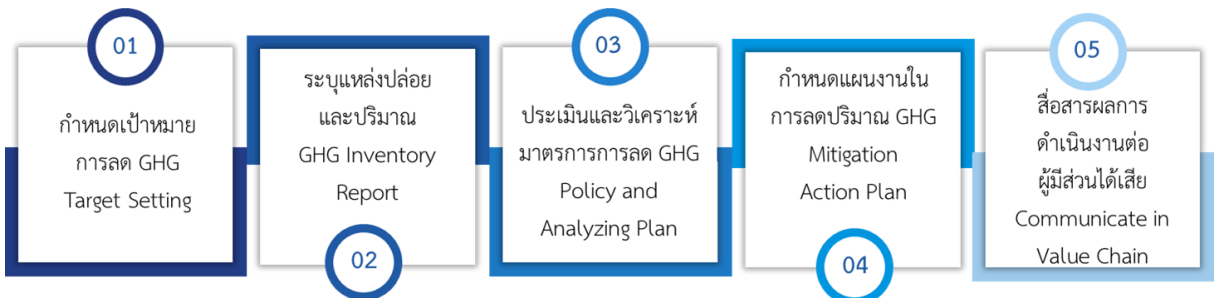 01
กำหนดเป้าหมาย
การลด GHG
Target Setting
ระบุแหล่งปล่อย
และปริมาณ
GHG Inventory
Report
02
03
ประเมินและวิเคราะห์
มาตรการการลด GHG
Policy and
Analyzing Plan
กำหนดแผนงานใน
การลดปริมาณ GHG
Mitigation
Action Plan
04
05
สื่อสารผลการ
ดำเนินงานต่อ
ผู้มีส่วนได้เสีย
Communicate in
Value Chain